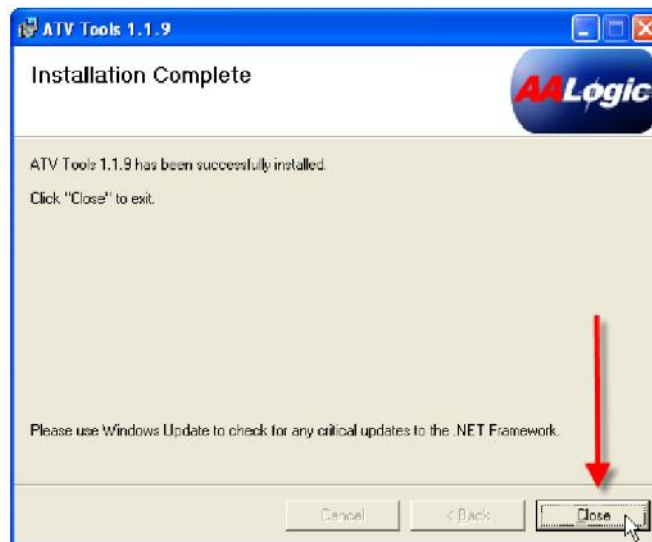 ATV Tools 1.1.9
Installation Complete
AALogic
ATV Tools 1.1.9 has been successfully installed.
Click "Close" to exit.
Please use Windows Update to check for any critical updates to the .NET Framework.
Cancel
< Back
Close